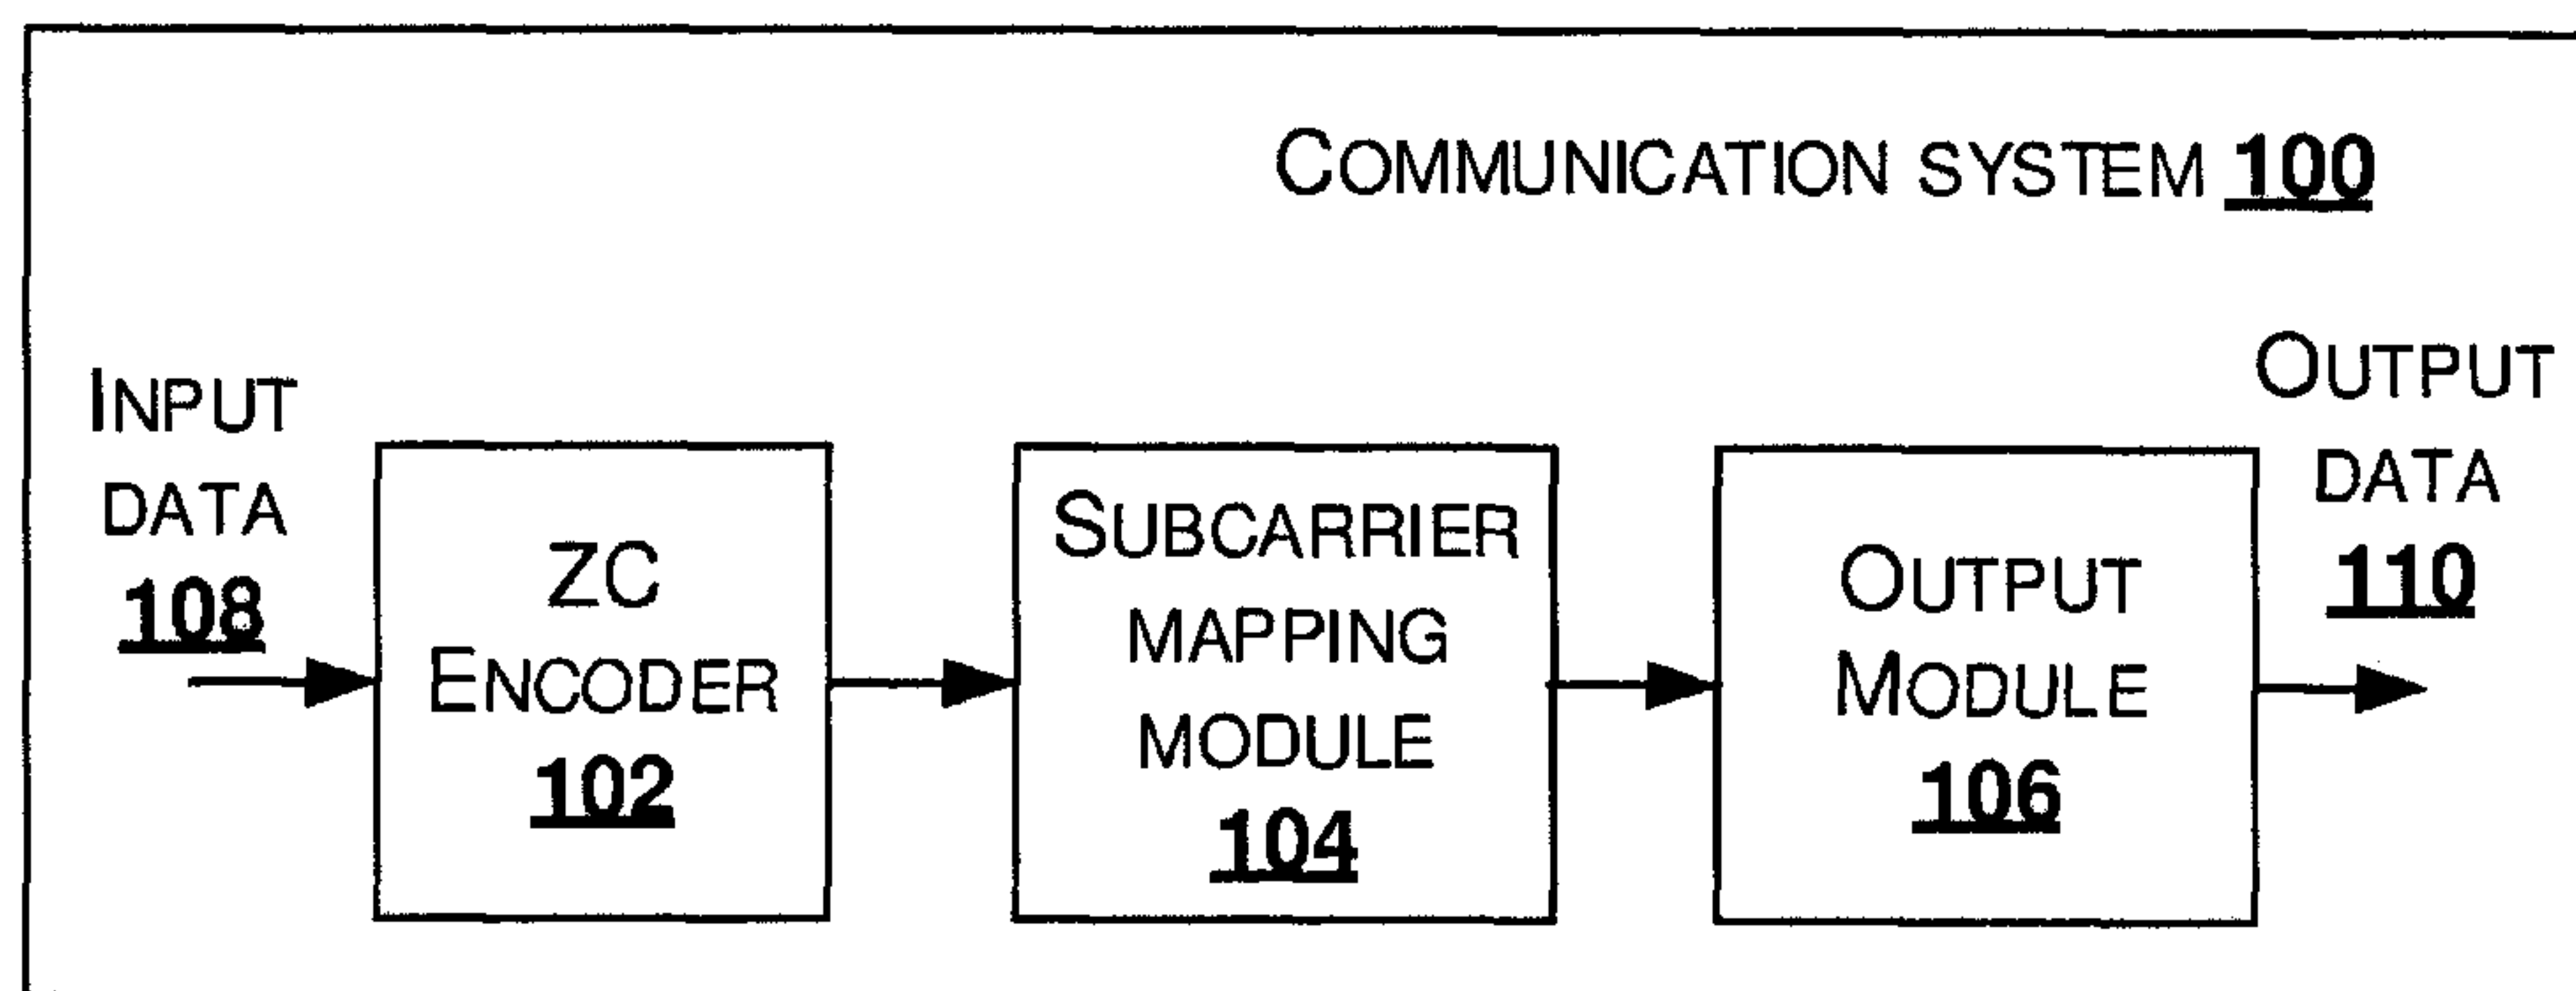 COMMUNICATION SYSTEM 100
INPUT
DATA
108
ZC
ENCODER
102
SUBCARRIER
MAPPING
MODULE
104
OUTPUT
MODULE
106
OUTPUT
DATA
110